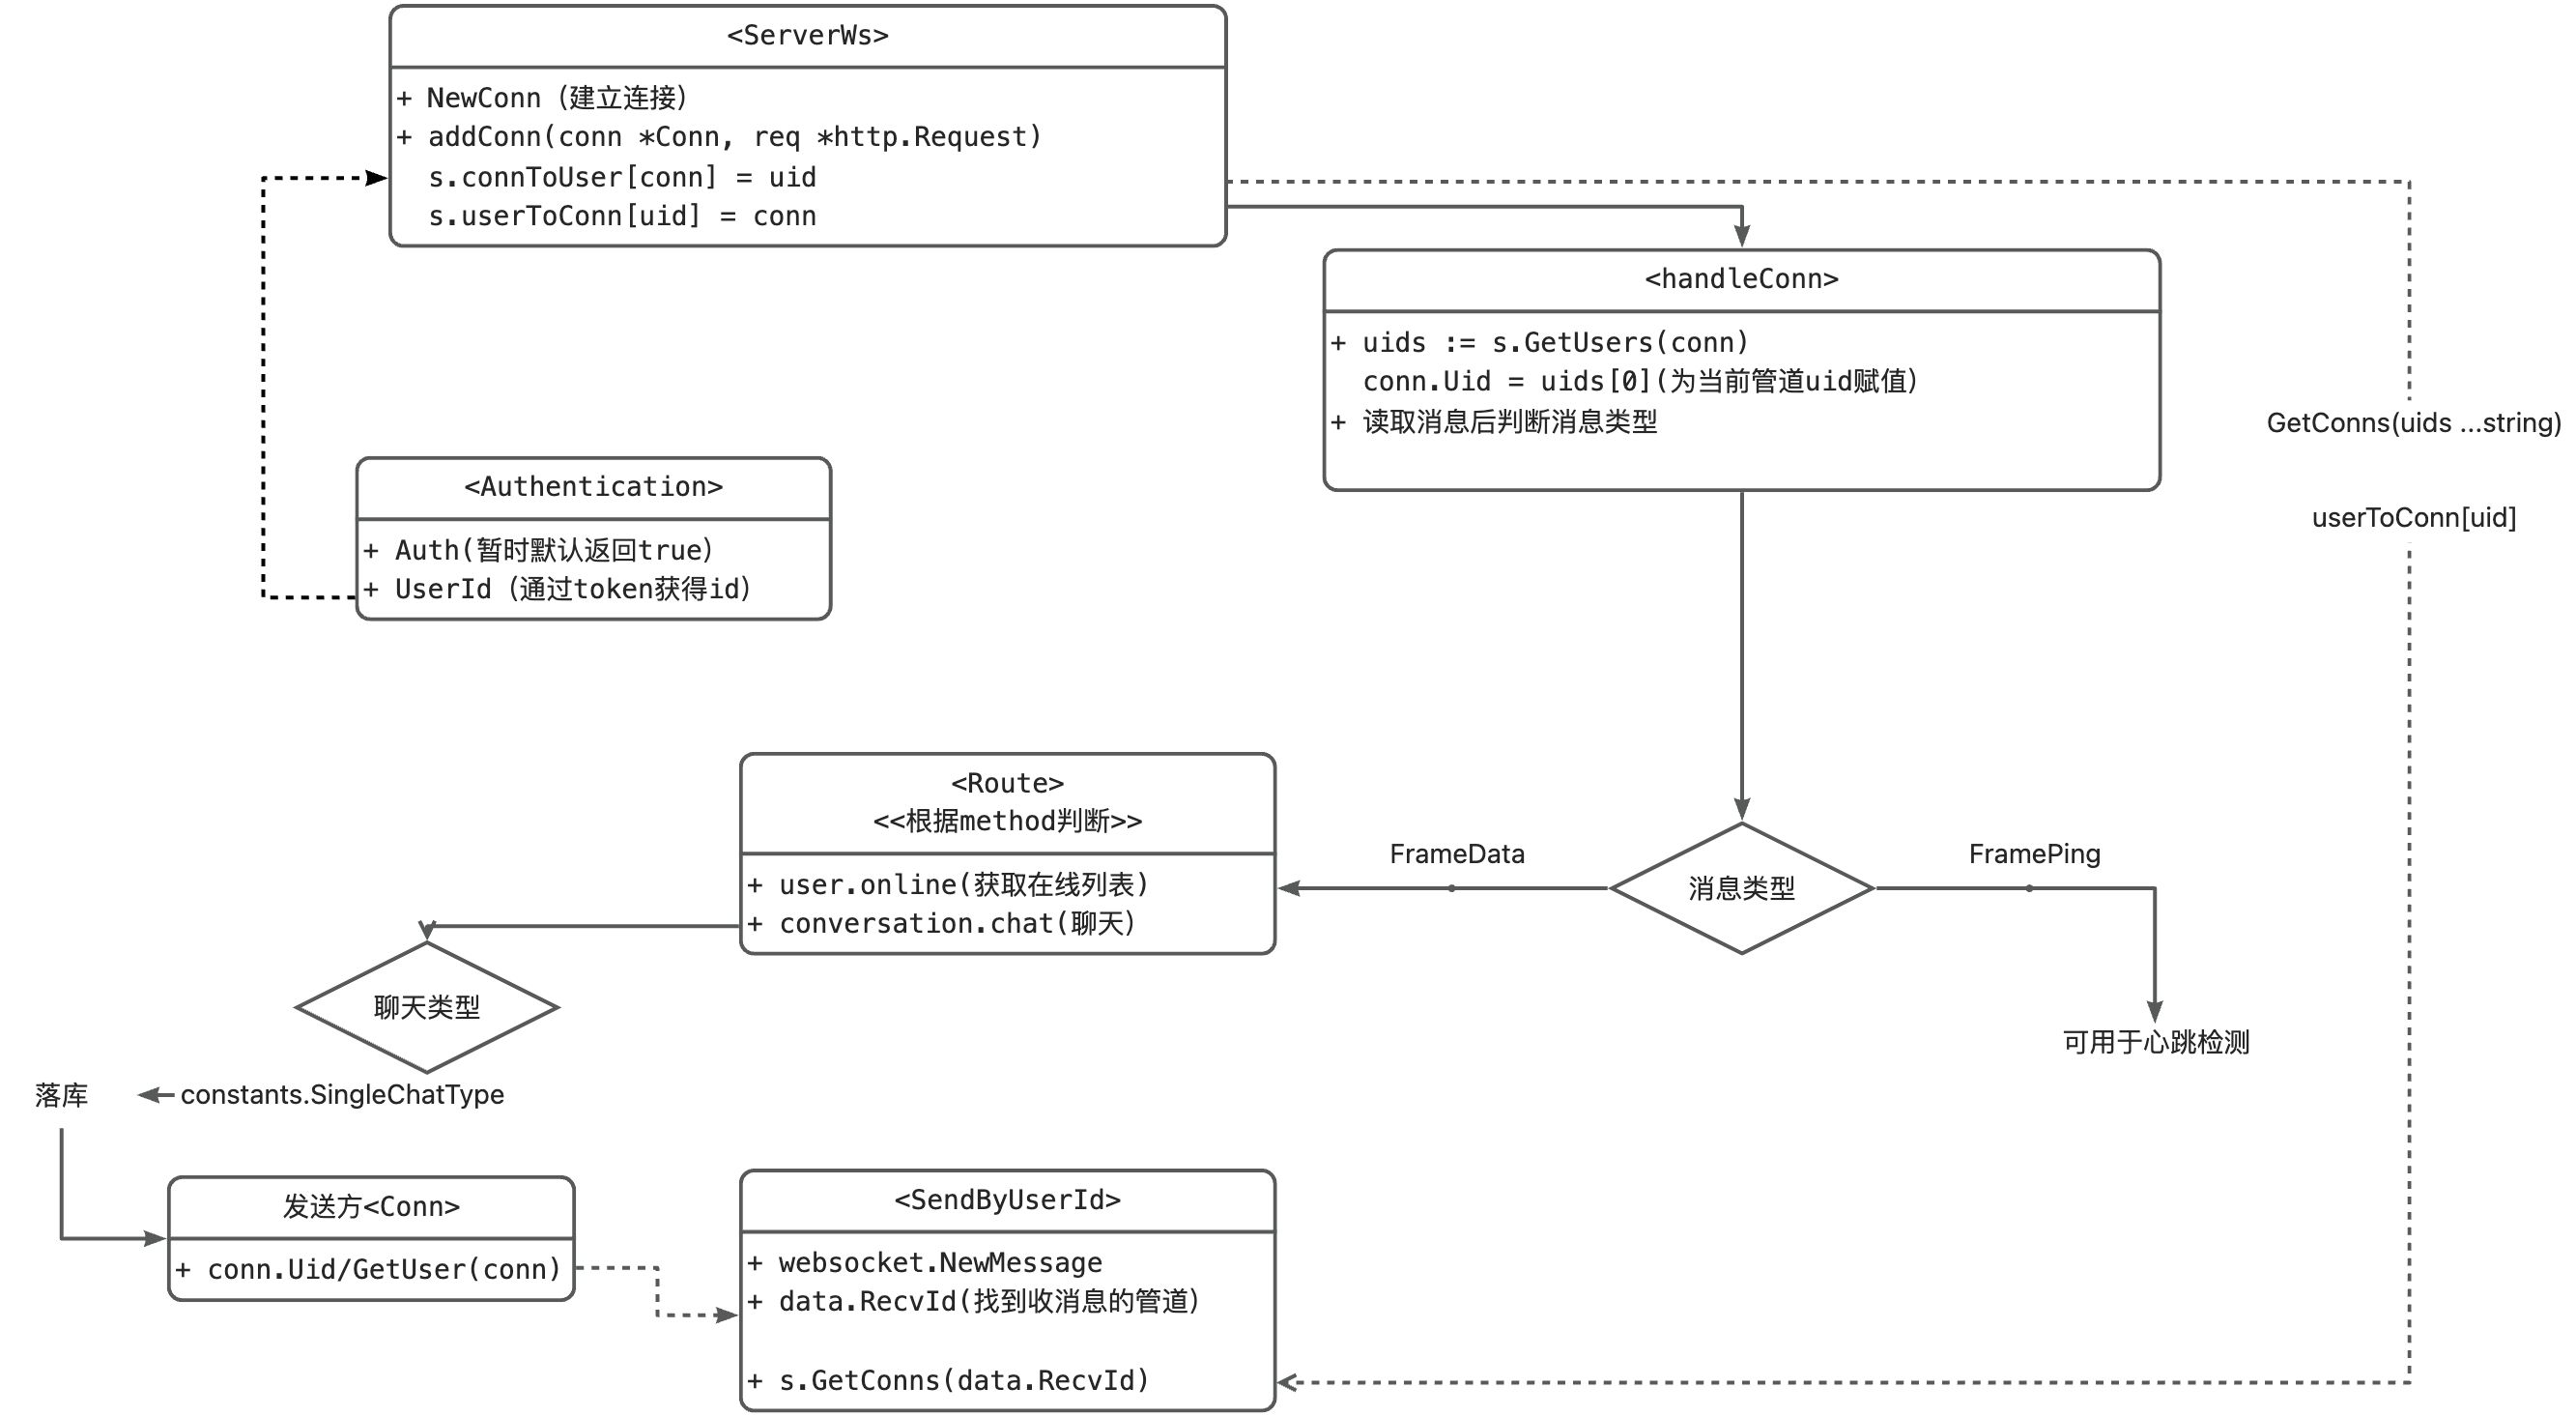 <ServerWs>
+ NewConn（建立连接）
+ addConn(conn *Conn, req *http.Request)
s.connToUser[conn] = uid
s.userToConn[uid] = conn
<handleConn>
+ uids := s.GetUsers(conn)
conn.Uid = uids[0](为当前管道uid赋值）
+ 读取消息后判断消息类型
GetConns(uids ...string)
userToConn[uid]
<Authentication>
+ Auth(暂时默认返回true）
+ UserId（通过token获得id）
<Route>
<<根据method判断>>
+ user.online(获取在线列表）
+ conversation.chat(聊天）
FrameData
消息类型
FramePing
可用于心跳检测
聊天类型
落库
constants.SingleChatType
发送方<Conn>
+ conn.Uid/GetUser(conn)
<SendByUserId>
+ websocket.NewMessage
+ data.RecvId(找到收消息的管道）
+ s.GetConns(data.RecvId)